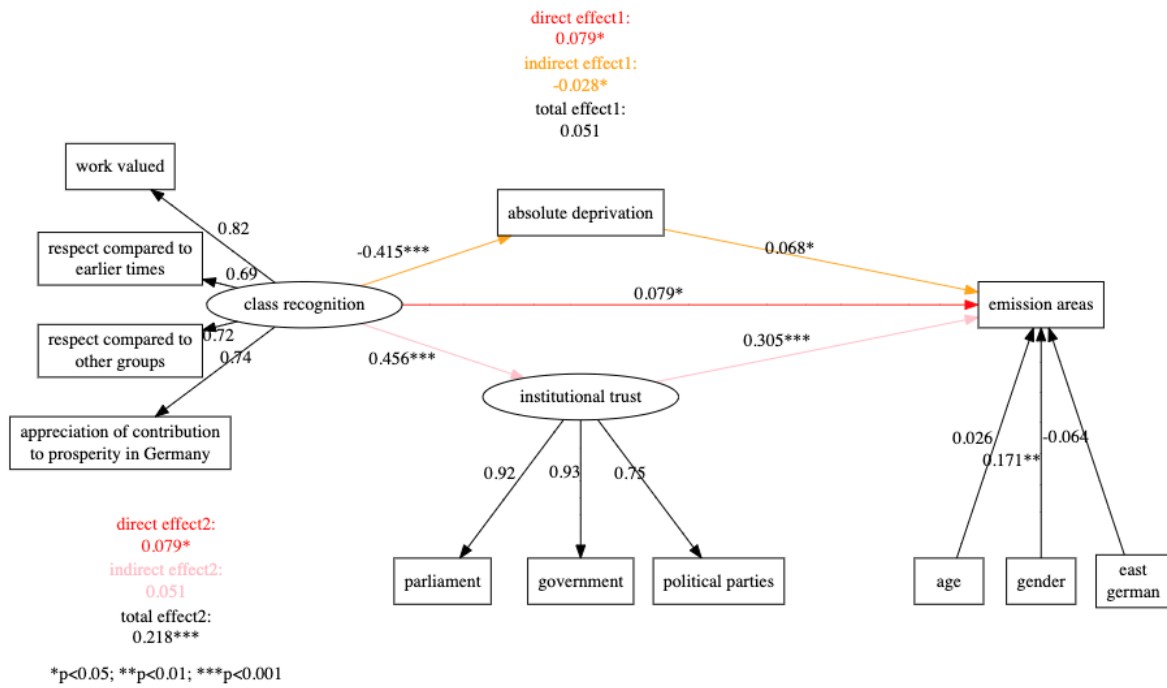 direct effect1:
0.079*
indirect effect1:
-0.028*
total effect1:
0.051
work valued
absolute deprivation
0.82
respect compared to
earlier times
0.69
-0.415***
0.068*
class recognition
0.079*
emission areas
respect compared to
other groups
0.72
0.74
0.456***
0.305***
institutional trust
appreciation of contribution
to prosperity in Germany
0.92
0.93
0.75
0.026
0.171**
-0.064
direct effect2:
0.079*
indirect effect2:
0.051
total effect2:
0.218***
parliament
government
political parties
age
gender
east
german
*p<0.05; **p<0.01; ***p<0.001